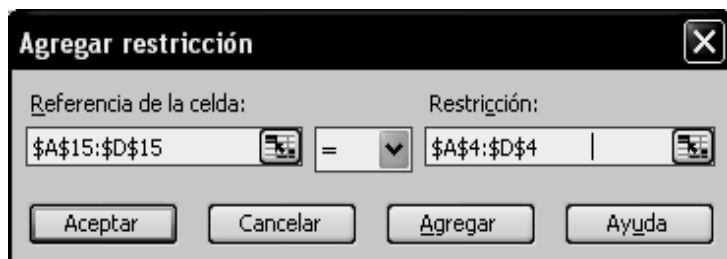 Agregar restricción
Referencia de la celda: Restricción:
$A$15:$D$15 = $A$4:$D$4
Aceptar Cancelar Agregar Ayuda